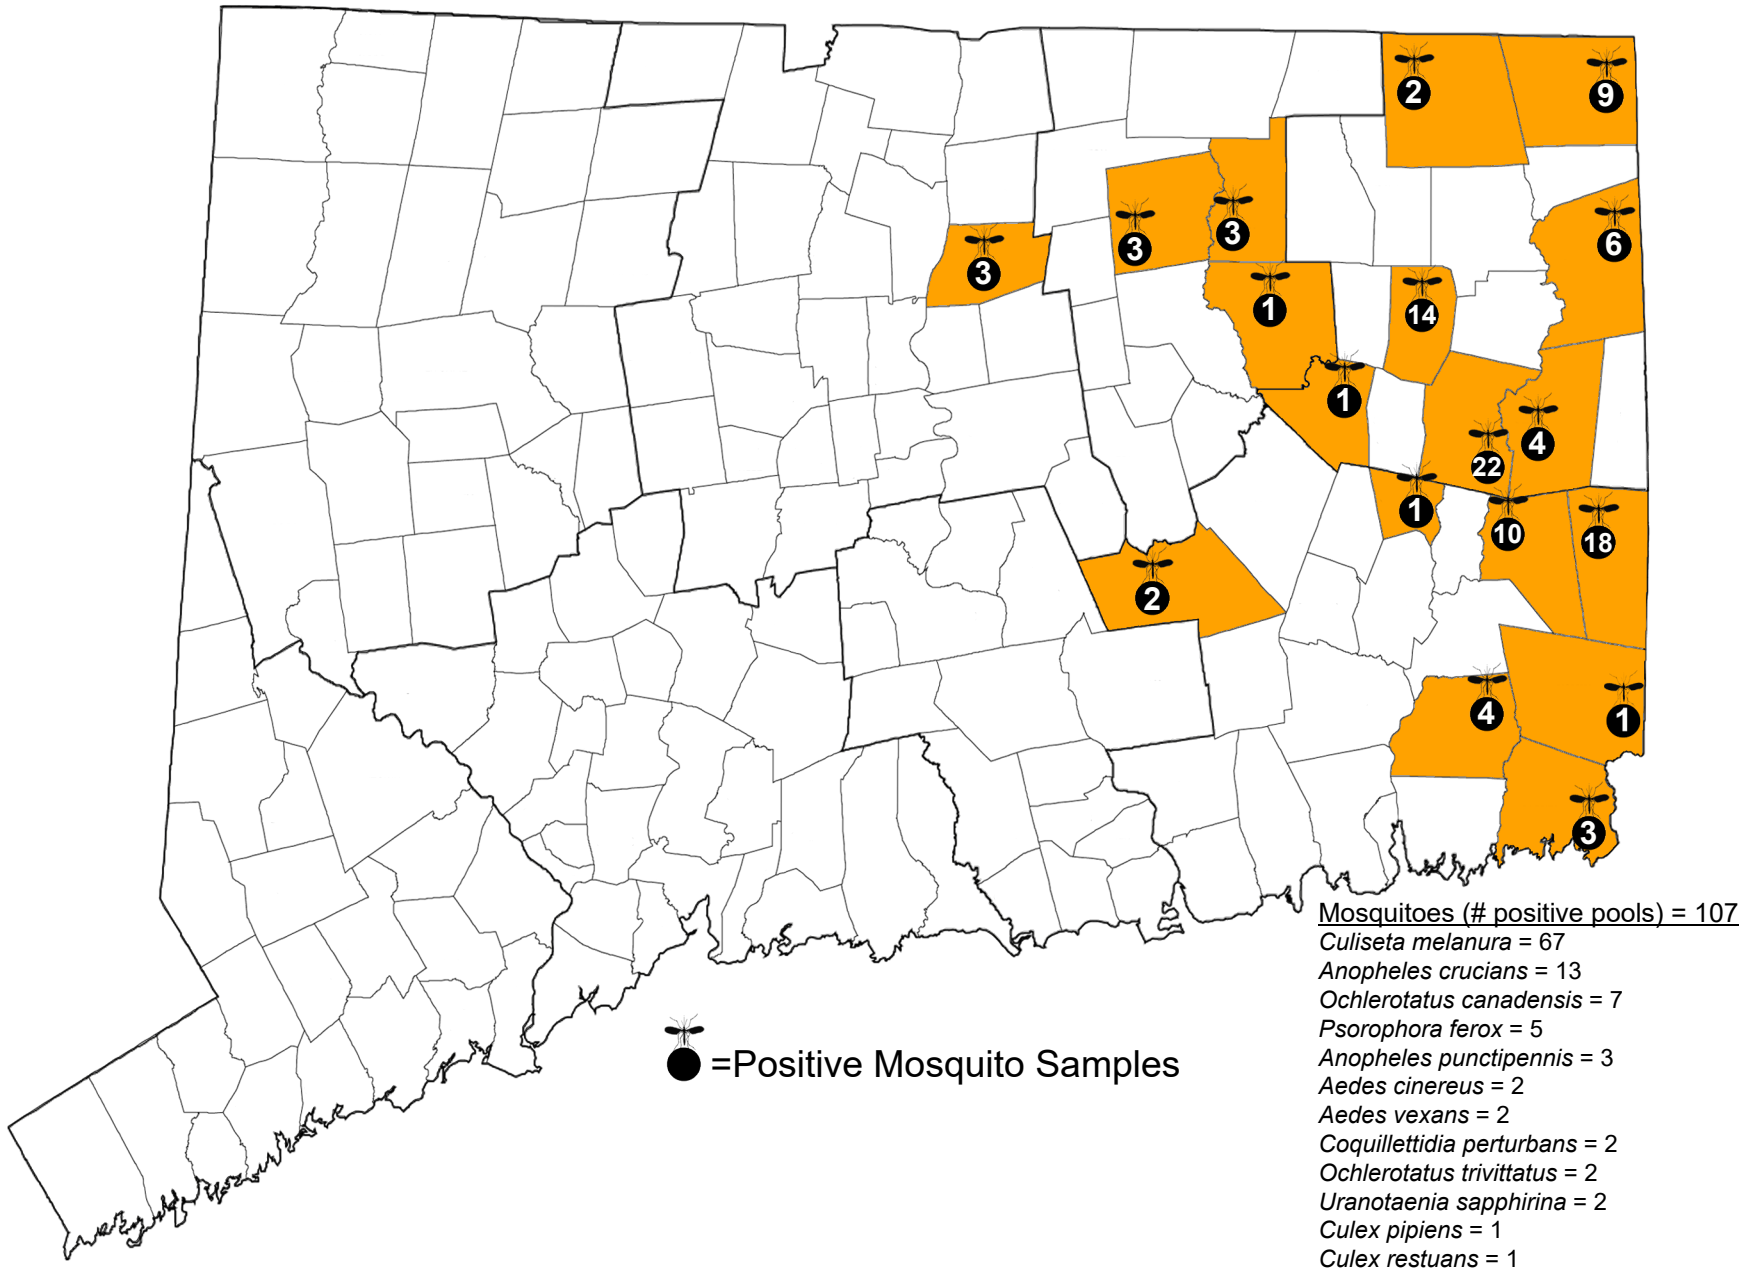 2
9
3
3
6
3
1
14
1
4
22
1
10
18
2
4
1
3
Mosquitoes (# positive pools) = 107
Culiseta melanura = 67
Anopheles crucians = 13
Ochlerotatus canadensis = 7
Psorophora ferox = 5
Anopheles punctipennis = 3
Aedes cinereus = 2
Aedes vexans = 2
Coquillettidia perturbans = 2
Ochlerotatus trivittatus = 2
Uranotaenia sapphirina = 2
Culex pipiens = 1
Culex restuans = 1
=Positive Mosquito Samples